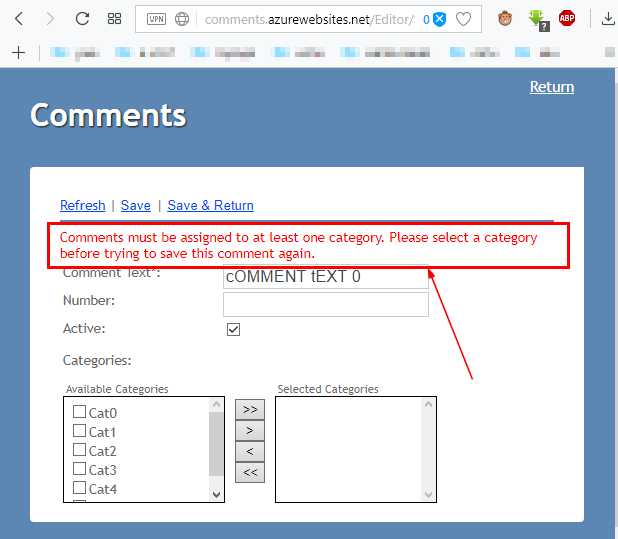 VPN
comments.azurewebsites.net/Editor/
0
?
ABP
Return
Comments
Refresh | Save | Save & Return
Comments must be assigned to at least one category. Please select a category
before trying to save this comment again.
Comment Text*:
cOMMENT tEXT 0
Number:
Active:
Categories:
Available Categories
Selected Categories
Cat0
Cat1
Cat2
Cat3
Cat4
>>
>
<
<<